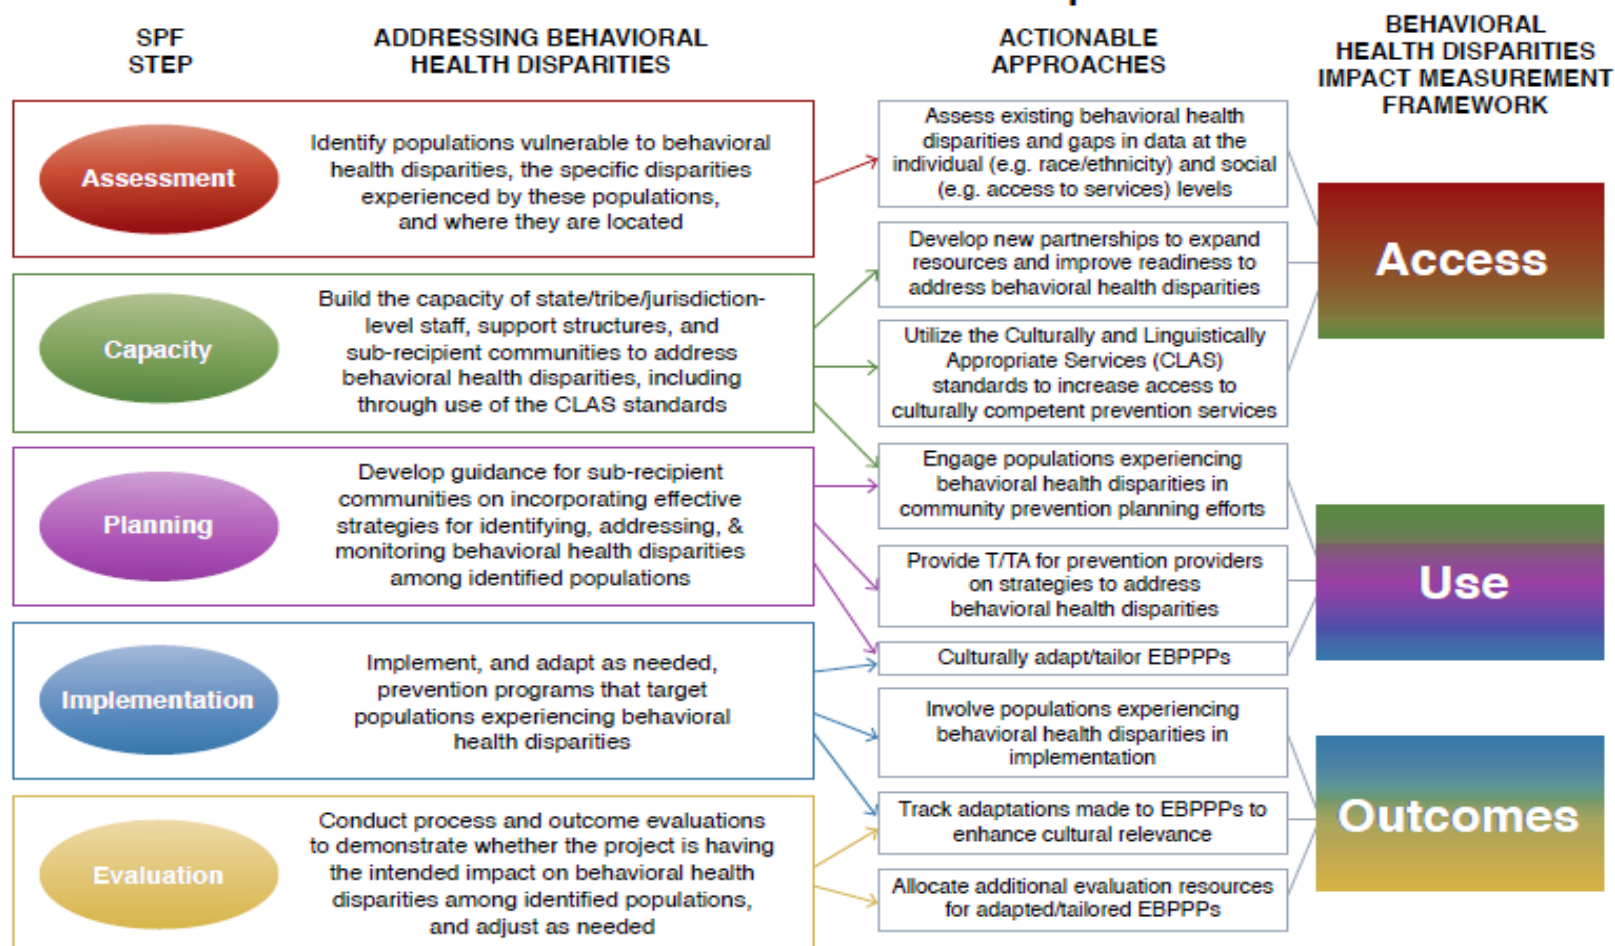 SPF
STEP
ADDRESSING BEHAVIORAL
HEALTH DISPARITIES
ACTIONABLE
APPROACHES
BEHAVIORAL
HEALTH DISPARITIES
IMPACT MEASUREMENT
FRAMEWORK
Assessment
Identify populations vulnerable to behavioral
health disparities, the specific disparities
experienced by these populations,
and where they are located
Capacity
Build the capacity of state/tribe/jurisdiction-
level staff, support structures, and
sub-recipient communities to address
behavioral health disparities, including
through use of the CLAS standards
Planning
Develop guidance for sub-recipient
communities on incorporating effective
strategies for identifying, addressing, &
monitoring behavioral health disparities
among identified populations
Implementation
Implement, and adapt as needed,
prevention programs that target
populations experiencing behavioral
health disparities
Evaluation
Conduct process and outcome evaluations
to demonstrate whether the project is having
the intended impact on behavioral health
disparities among identified populations,
and adjust as needed
Assess existing behavioral health
disparities and gaps in data at the
individual (e.g. race/ethnicity) and social
(e.g. access to services) levels
Develop new partnerships to expand
resources and improve readiness to
address behavioral health disparities
Utilize the Culturally and Linguistically
Appropriate Services (CLAS)
standards to increase access to
culturally competent prevention services
Engage populations experiencing
behavioral health disparities in
community prevention planning efforts
Provide T/TA for prevention providers
on strategies to address
behavioral health disparities
Culturally adapt/tailor EBPPPs
Involve populations experiencing
behavioral health disparities in
implementation
Track adaptations made to EBPPPs to
enhance cultural relevance
Allocate additional evaluation resources
for adapted/tailored EBPPPs
Access
Use
Outcomes